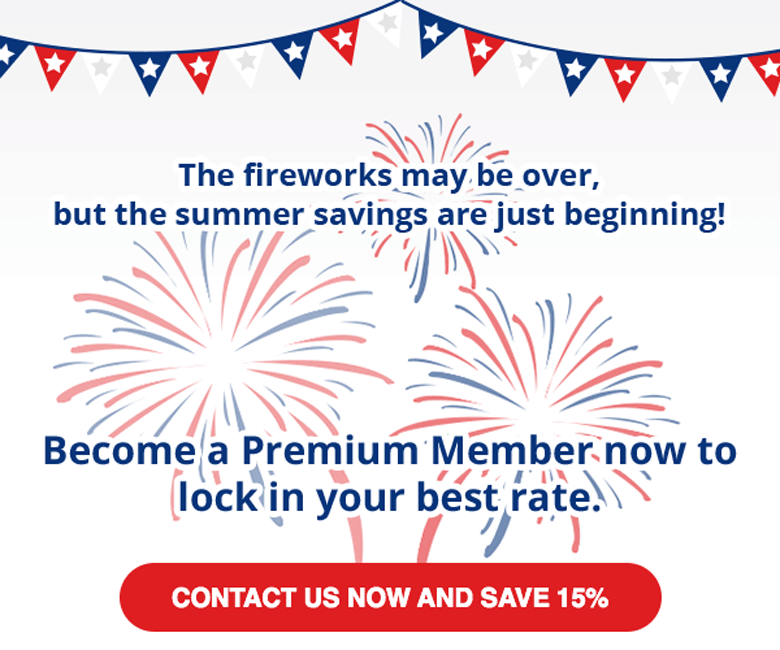 The fireworks may be over,
but the summer savings are just beginning!
Become a Premium Member now to
lock in your best rate.
CONTACT US NOW AND SAVE 15%